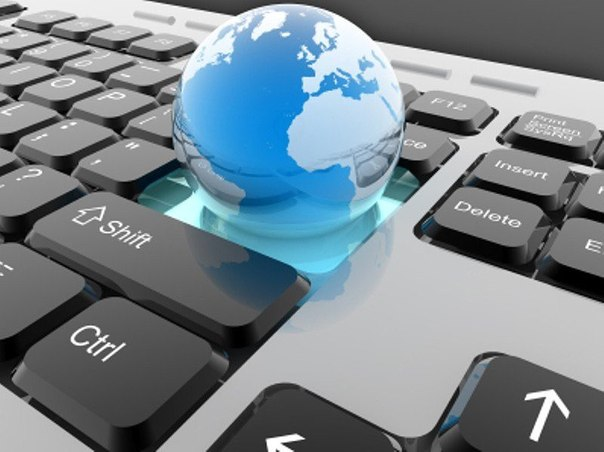 F12
Print
Screen
SysRq
Insert
Delete
O
P
?
Shift
Ctrl